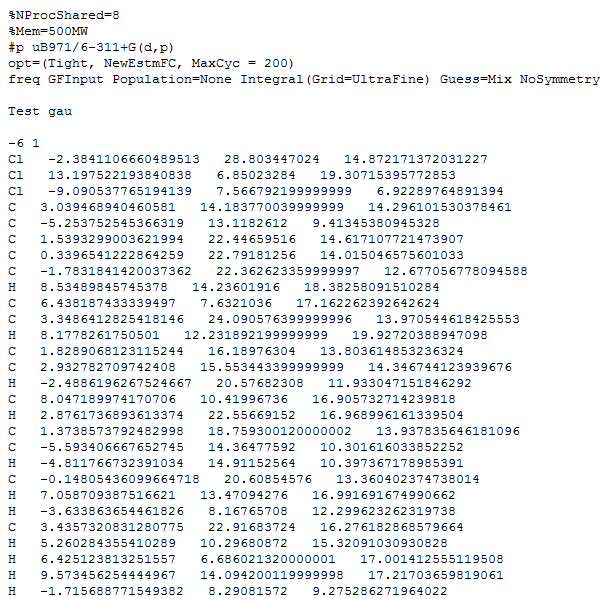 %NProcShared=8
%Mem=500MW
#p uB971/6-311+G(d,p)
opt=(Tight, NewEstmFC, MaxCyc = 200)
freq GFInput Population=None Integral(Grid=UltraFine) Guess=Mix NoSymmetry
Test gau
-6 1
Cl -2.3841106660489513 28.803447024 14.872171372031227
Cl 13.197522193840838 6.85023284 19.30715395772853
Cl -9.090537765194139 7.566792199999999 6.92289764891394
C 3.039468940460581 14.183770039999999 14.296101530378461
C -5.253752545366319 13.1182612 9.41345380945328
C 1.5393299003621994 22.44659516 14.617107721473907
C 0.3396541222864259 22.79181256 14.015046575601033
C -1.7831841420037362 22.362623359999997 12.677056778094588
H 8.53489845745378 14.23601916 18.38258091510284
C 6.438187433339497 7.6321036 17.162262392642624
C 3.3486412825418146 24.090576399999996 13.970544618425553
H 8.1778261750501 12.231892199999999 19.92720388947098
C 1.8289068123115244 16.18976304 13.803614853236324
C 2.932782709742408 15.553443399999999 14.346744123939676
H -2.4886196267524667 20.57682308 11.933047151846292
C 8.047189974170706 10.41996736 16.905732714239818
H 2.8761736893613374 22.55669152 16.968996161339504
C 1.3738573792482998 18.759300120000002 13.937835646181096
C -5.593406667652745 14.36477592 10.301616033852252
H -4.811766732391034 14.91152564 10.397367178985391
C -0.14805436099664718 20.60854576 13.360402374738014
H 7.058709387516621 13.47094276 16.991691674990662
H -3.633863654461826 8.16765708 12.299623262319738
C 3.4357320831280775 22.91683724 16.276182868579664
H 5.260284355410289 10.29680872 15.32091030930828
H 6.425123813251557 6.686021320000001 17.001412555119508
H 9.573456254444967 14.094200119999998 17.21703659819061
H -1.715688771549382 8.29081572 9.275286271964022